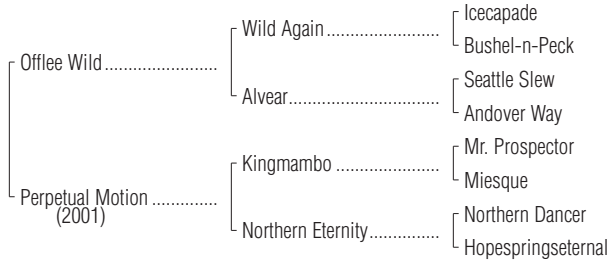 Icecapade
Wild Again
Bushel-n-Peck
Offlee Wild
Seattle Slew
Alvear
Andover Way
Mr. Prospector
Kingmambo
Miesque
Perpetual Motion
(2001)
Northern Dancer
Northern Eternity
Hopespringseternal